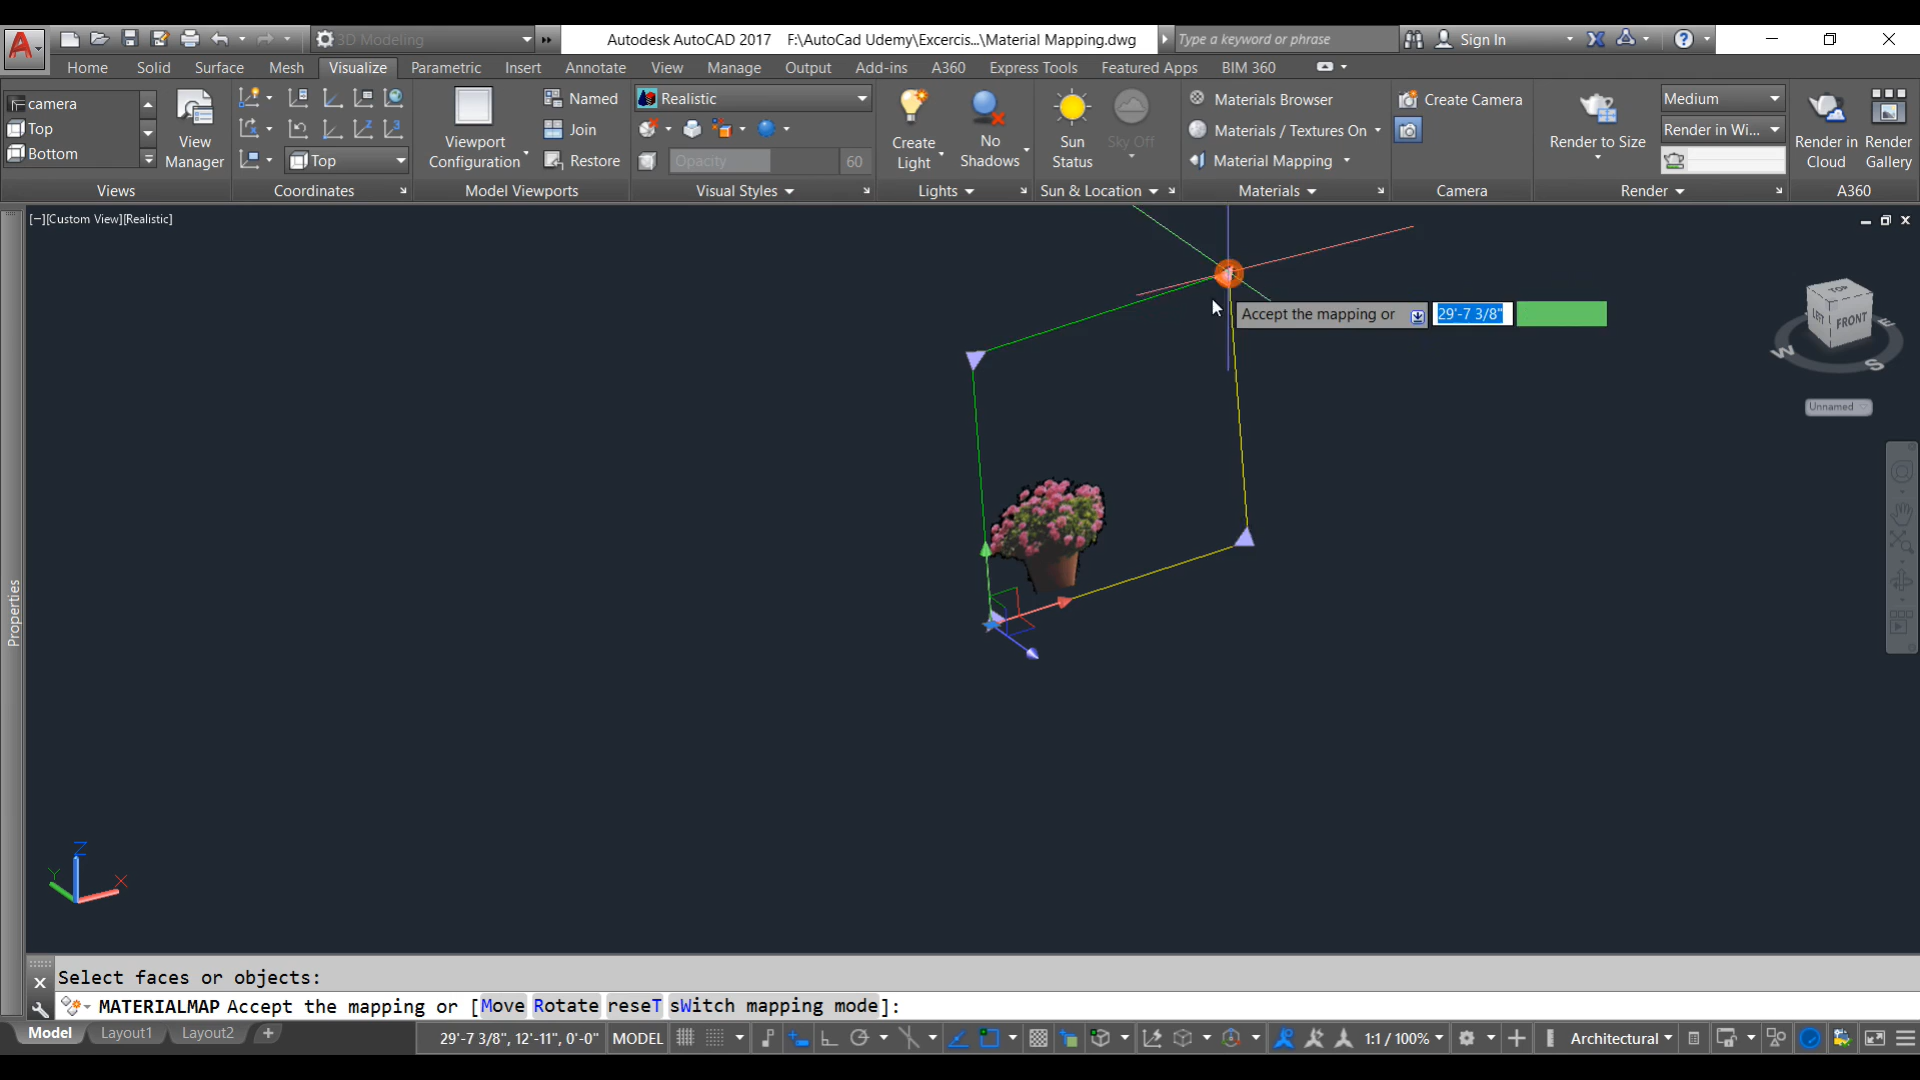 3D Modeling
Autodesk AutoCAD 2017 F:\AutoCad Udemy\Excercis...\Material Mapping.dwg
Type a keyword or phrase
Sign In
Home Solid Surface Mesh Visualize Parametric Insert Annotate View Manage Output Add-ins A360 Express Tools Featured Apps BIM 360
camera
Top
Bottom
View
Manager
Top
Viewport
Configuration
Named
Join
Restore
Realistic
Opacity 60
Create
Light
No
Shadows
Sun
Status
Sky Off
Materials Browser
Materials / Textures On
Material Mapping
Create Camera
Render to Size
Medium
Render in Wi...
Render in
Cloud
Render
Gallery
Views
Coordinates
Model Viewports
Visual Styles
Lights
Sun & Location
Materials
Camera
Render
A360
[−][Custom View][Realistic]
Accept the mapping or 29'-7 3/8"
TOP
LEFT
FRONT
W
S
E
Unnamed
Properties
Z
Y
X
Select faces or objects:
MATERIALMAP Accept the mapping or [Move Rotate reseT sWitch mapping mode]:
Model Layout1 Layout2 +
29'-7 3/8", 12'-11", 0'-0" MODEL
1:1 / 100%
Architectural